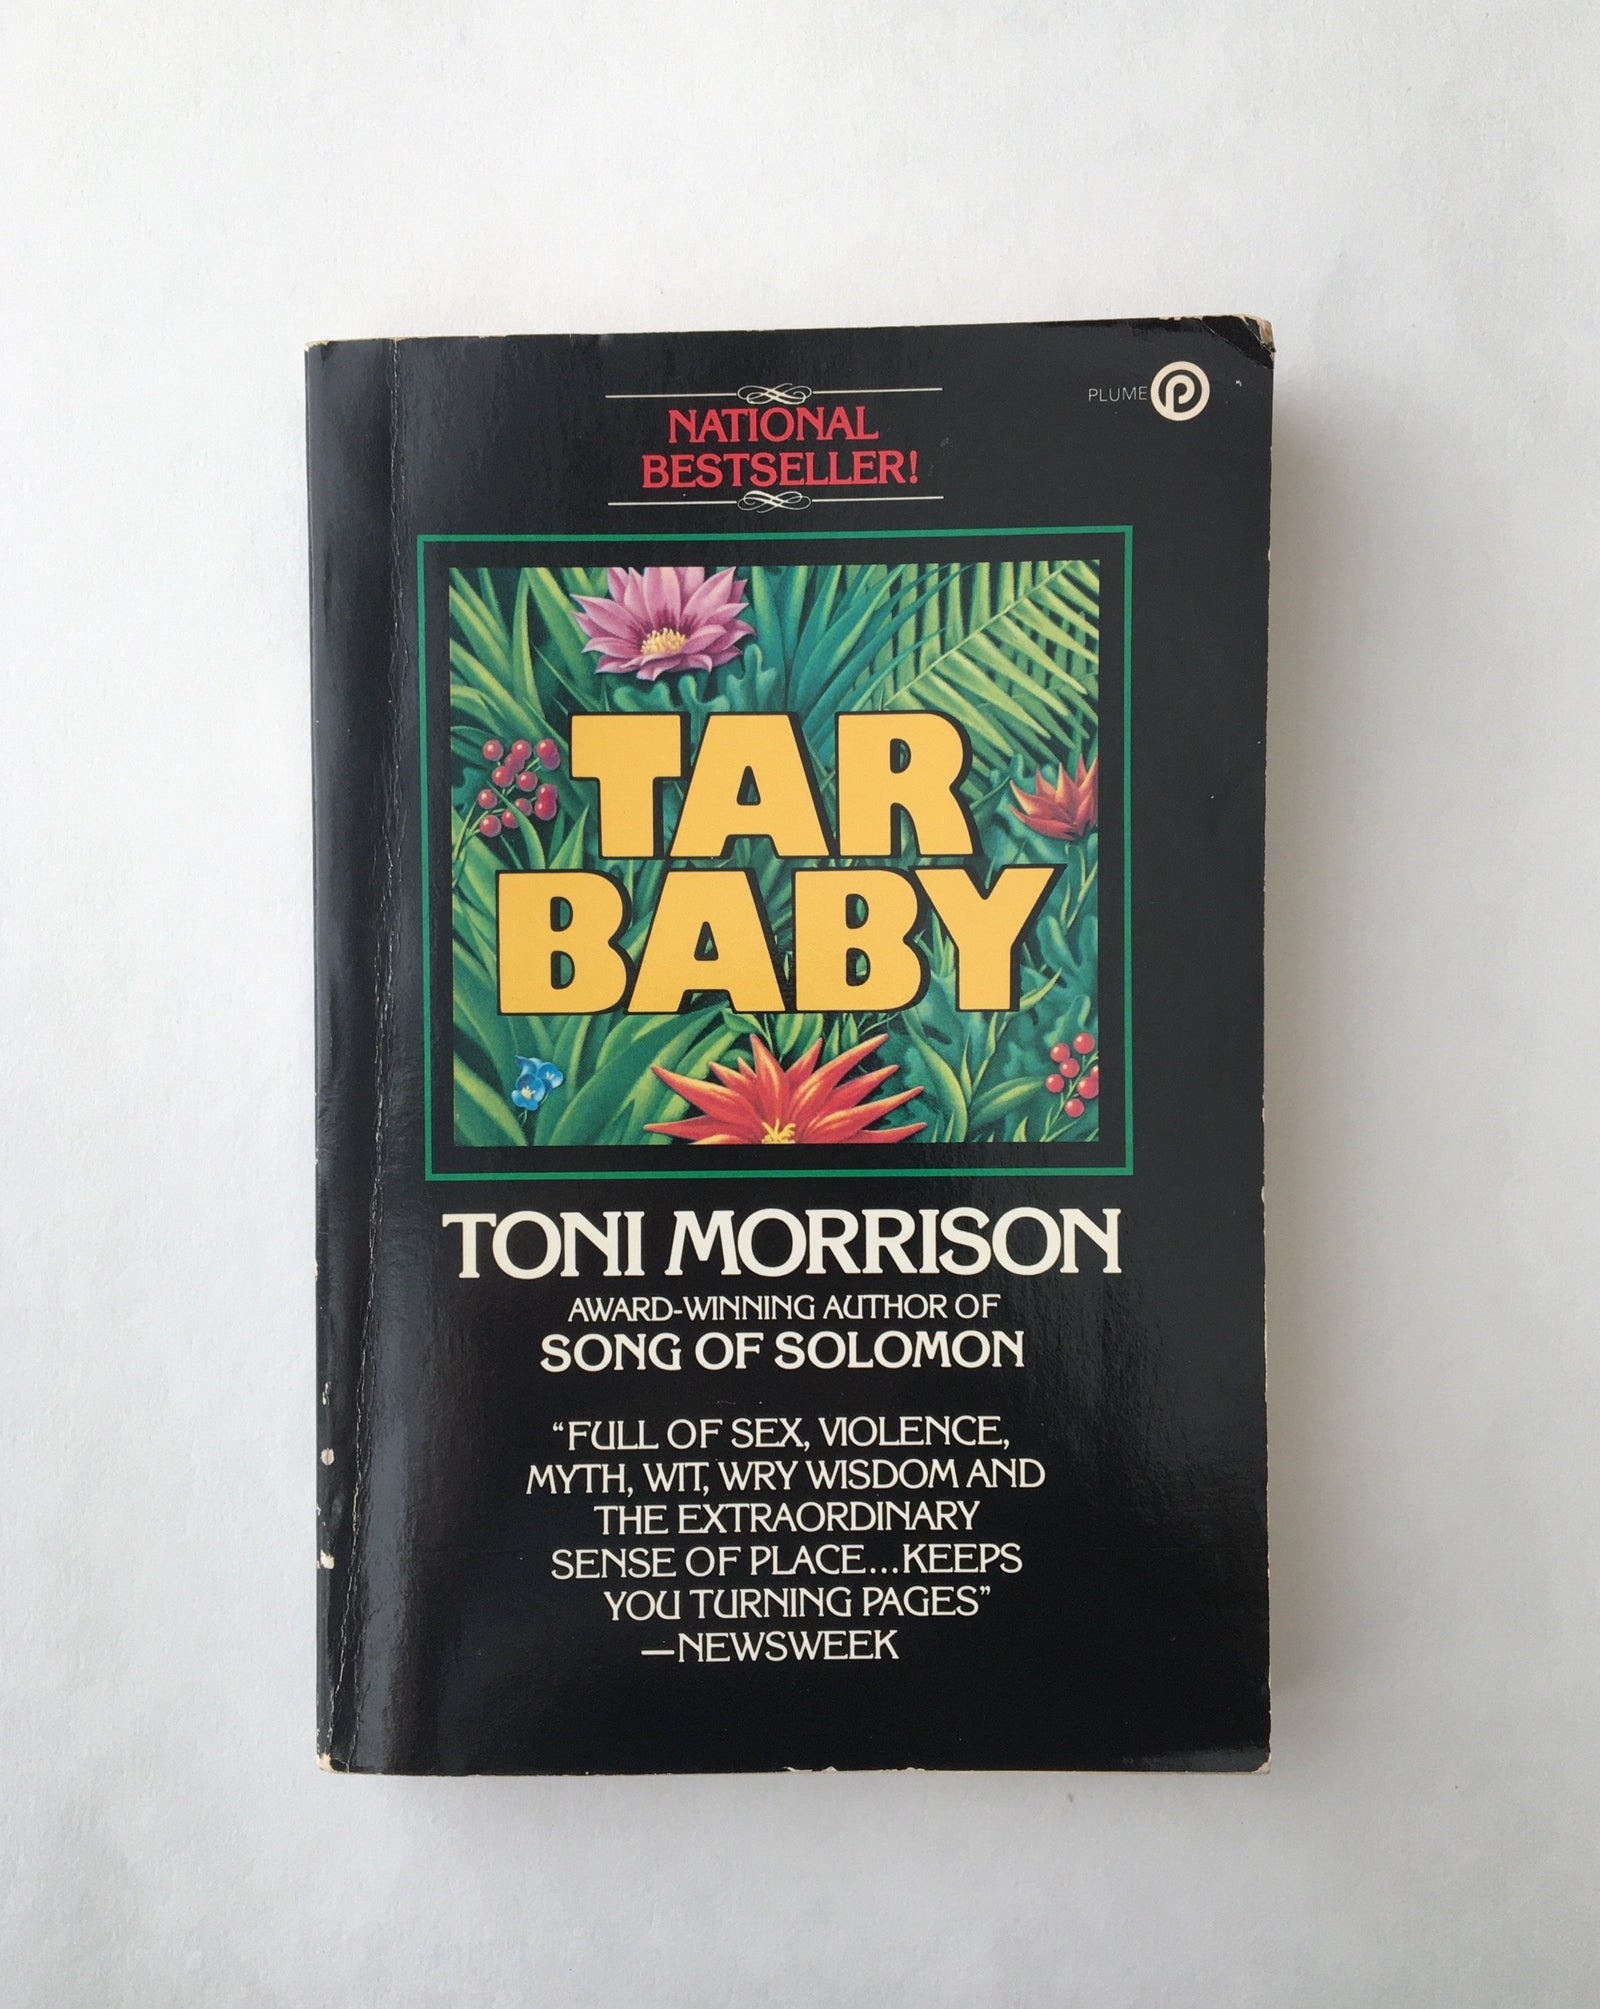 PLUME
NATIONAL
BESTSELLER!
TAR
BABY
TONI MORRISON
AWARD-WINNING AUTHOR OF
SONG OF SOLOMON
“FULL OF SEX, VIOLENCE,
MYTH, WIT, WRY WISDOM AND
THE EXTRAORDINARY
SENSE OF PLACE...KEEPS
YOU TURNING PAGES”
—NEWSWEEK